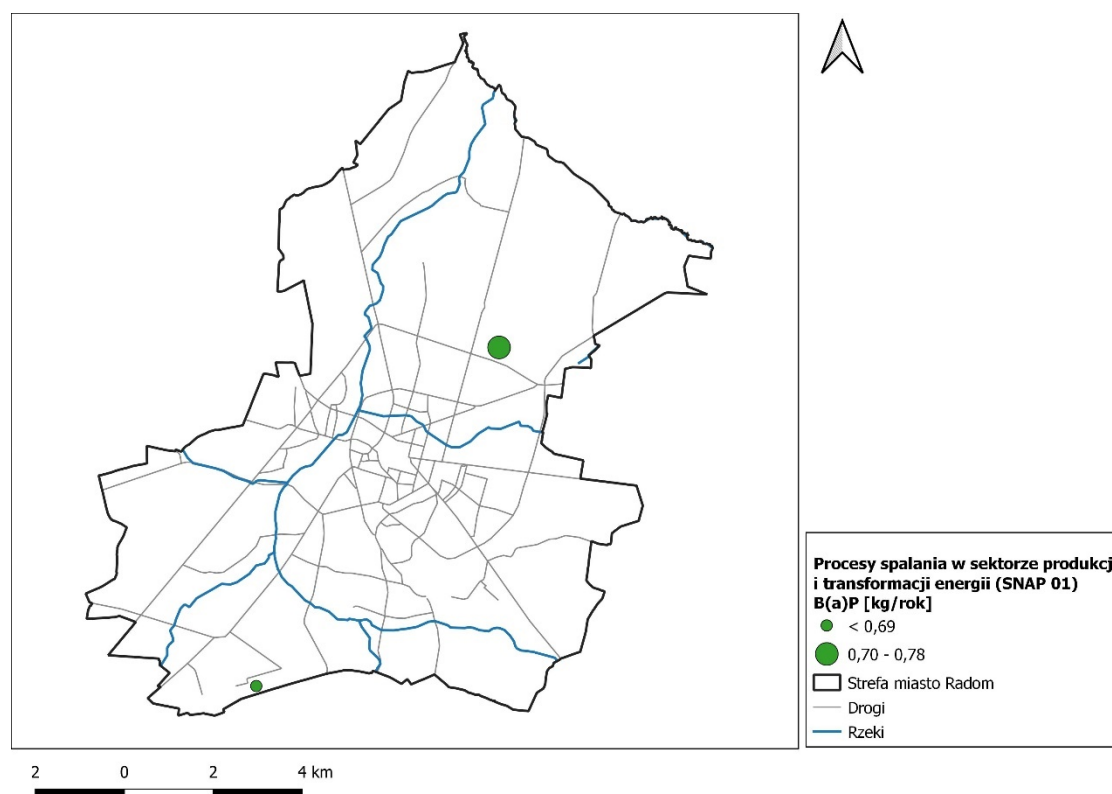 Procesy spalania w sektorze produkcj
i transformacji energii (SNAP 01)
B(a)P [kg/rok]
< 0,69
0,70 - 0,78
Strefa miasto Radom
Drogi
Rzeki
2 0 2 4 km